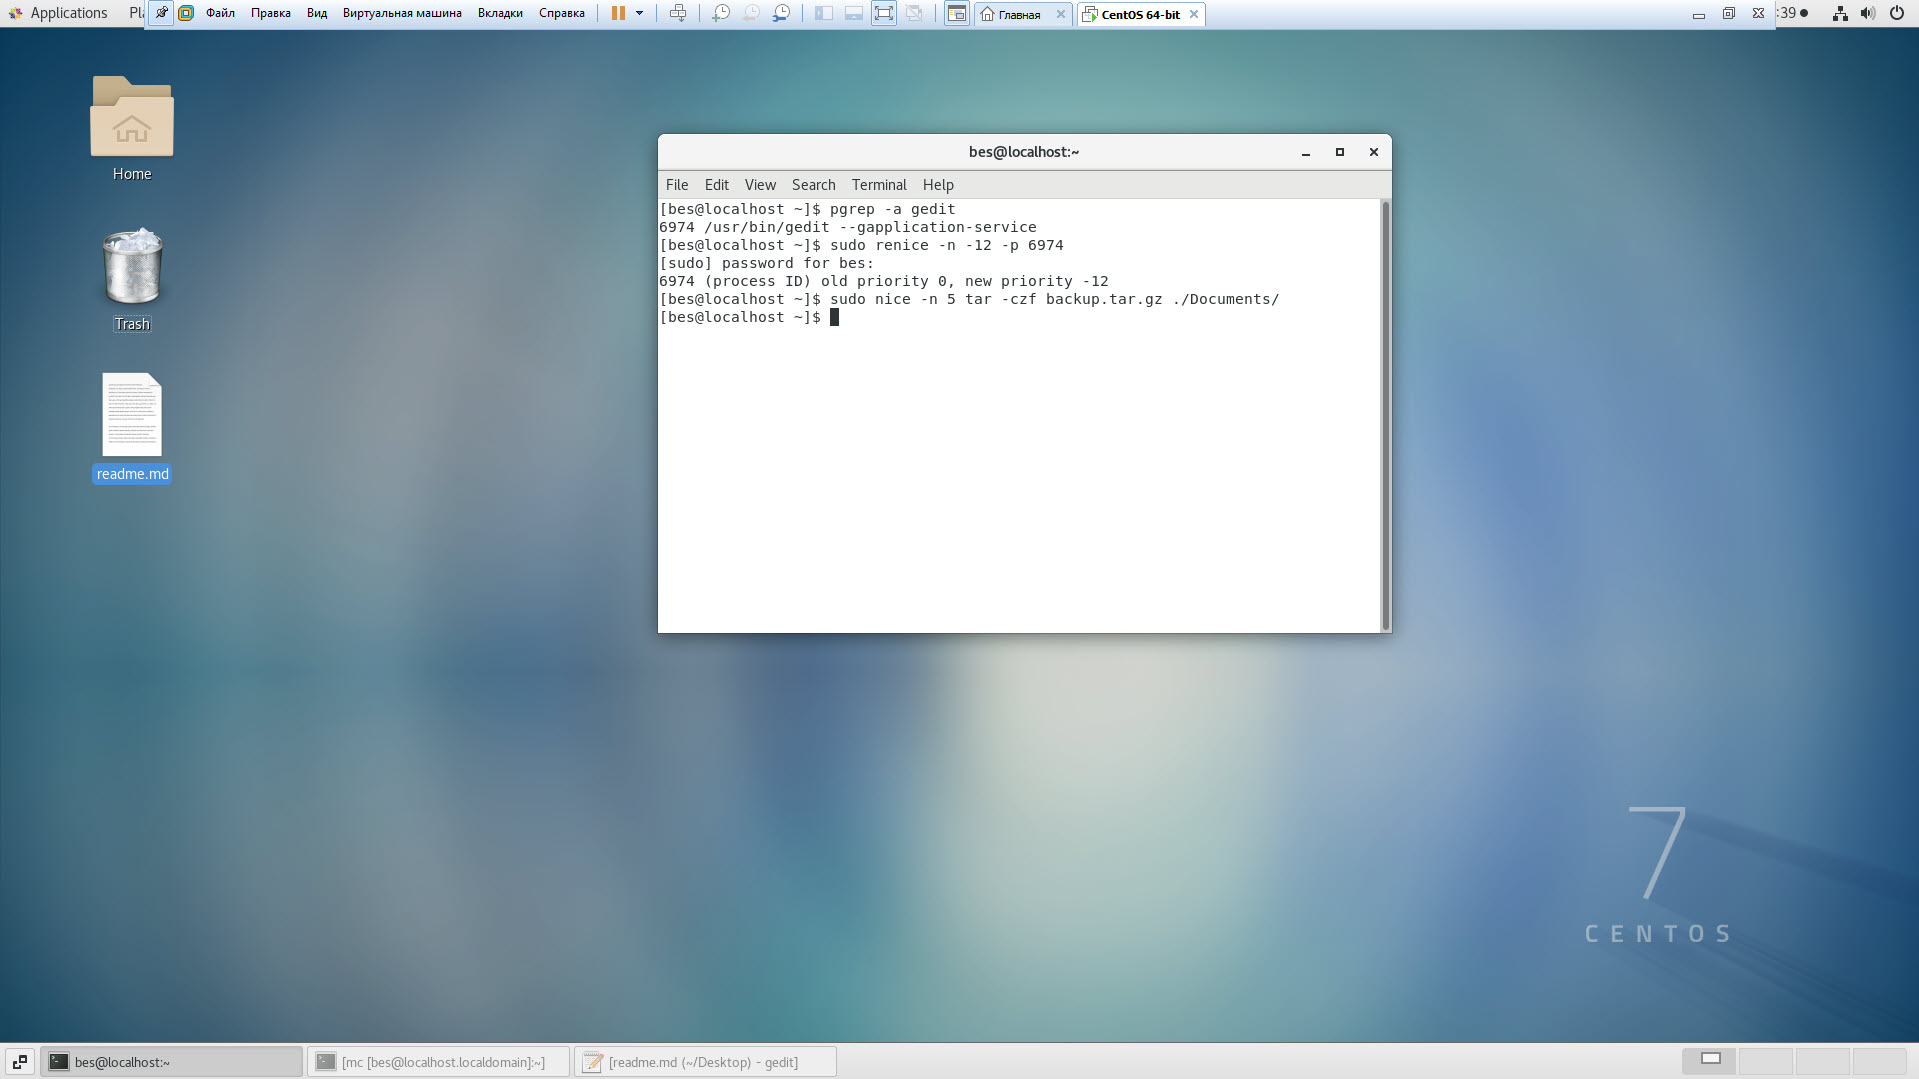 Applications Файл Правка Вид Виртуальная машина Вкладки Справка Главная CentOS 64-bit :39
Home
Trash
readme.md
bes@localhost:~
File Edit View Search Terminal Help
[bes@localhost ~]$ pgrep -a gedit
6974 /usr/bin/gedit --gapplication-service
[bes@localhost ~]$ sudo renice -n -12 -p 6974
[sudo] password for bes:
6974 (process ID) old priority 0, new priority -12
[bes@localhost ~]$ sudo nice -n 5 tar -czf backup.tar.gz ./Documents/
[bes@localhost ~]$
7
CENTOS
bes@localhost:~ [mc [bes@localhost.localdomain]:~] [readme.md (~/Desktop) - gedit]